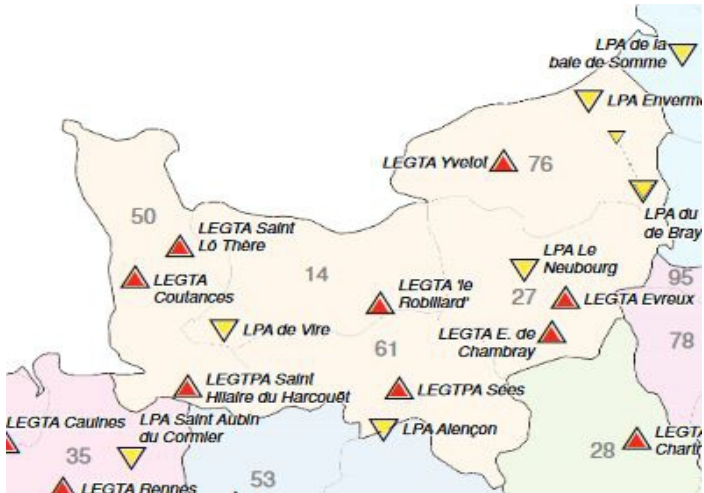 LPA de la
baie de Somme
LPA Enverm
LEGTA Yvetot
76
LPA du
de Bray
50
LEGTA Saint
Lô Thère
LEGTA
Coutances
14
LPA Le
Neubourg
95
LEGTA 'le
Robillard'
27
LEGTA Evreux
LPA de Vire
LEGTA E. de
Chambray
78
61
LEGTPA Saint
Hilaire du Harcouët
LEGTPA Sées
LEGTA Caulnes
LPA Saint Aubin
du Cormier
LPA Alençon
35
28
LEGTA
Chartr
53
LEGTA Rennes